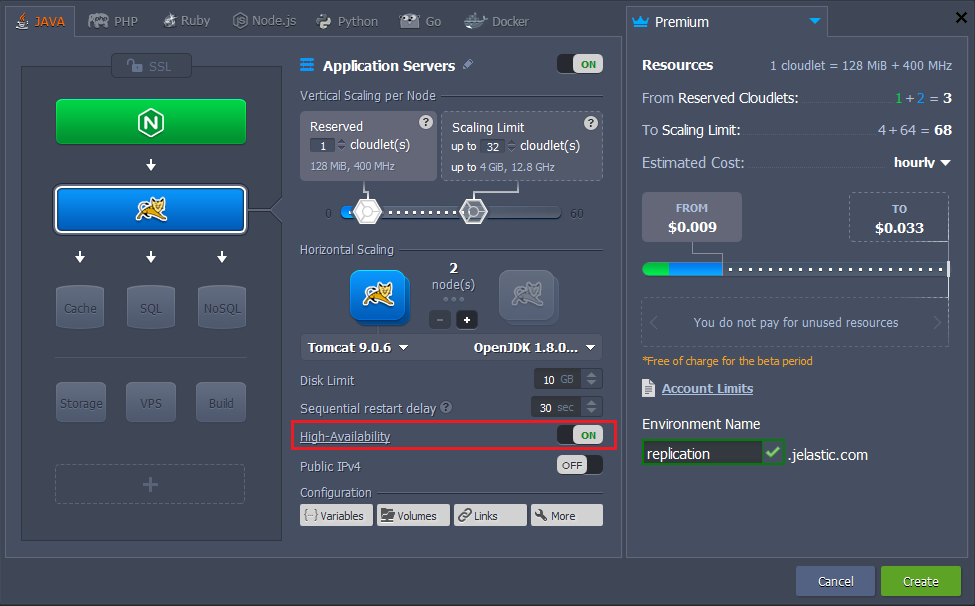 JAVA PHP Ruby Node.js Python Go Docker
SSL
Cache SQL NoSQL
Storage VPS Build
Application Servers ON
Vertical Scaling per Node
Reserved ?
1 cloudlet(s)
128 MiB, 400 MHz
Scaling Limit ?
up to 32 cloudlet(s)
up to 4 GiB, 12.8 GHz
0 60
Horizontal Scaling
2
node(s)
Tomcat 9.0.6 OpenJDK 1.8.0...
Disk Limit 10 GB
Sequential restart delay ? 30 sec
High-Availability ON
Public IPv4 OFF
Configuration
Variables Volumes Links More
Premium
Resources 1 cloudlet = 128 MiB + 400 MHz
From Reserved Cloudlets: 1+2 = 3
To Scaling Limit: 4+64 = 68
Estimated Cost: hourly
FROM
$0.009
TO
$0.033
You do not pay for unused resources
*Free of charge for the beta period
Account Limits
Environment Name
replication .jelastic.com
Cancel Create